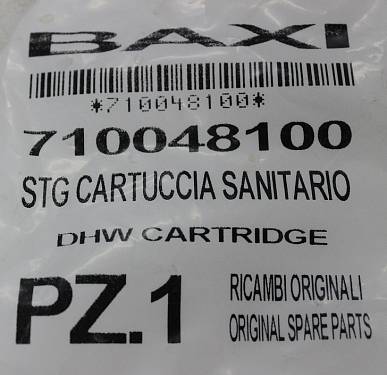 BAXI
*710048100*
710048100
STG CARTUCCIA SANITARIO
DHW CARTRIDGE
PZ.1
RICAMBI ORIGINALI
ORIGINAL SPARE PARTS